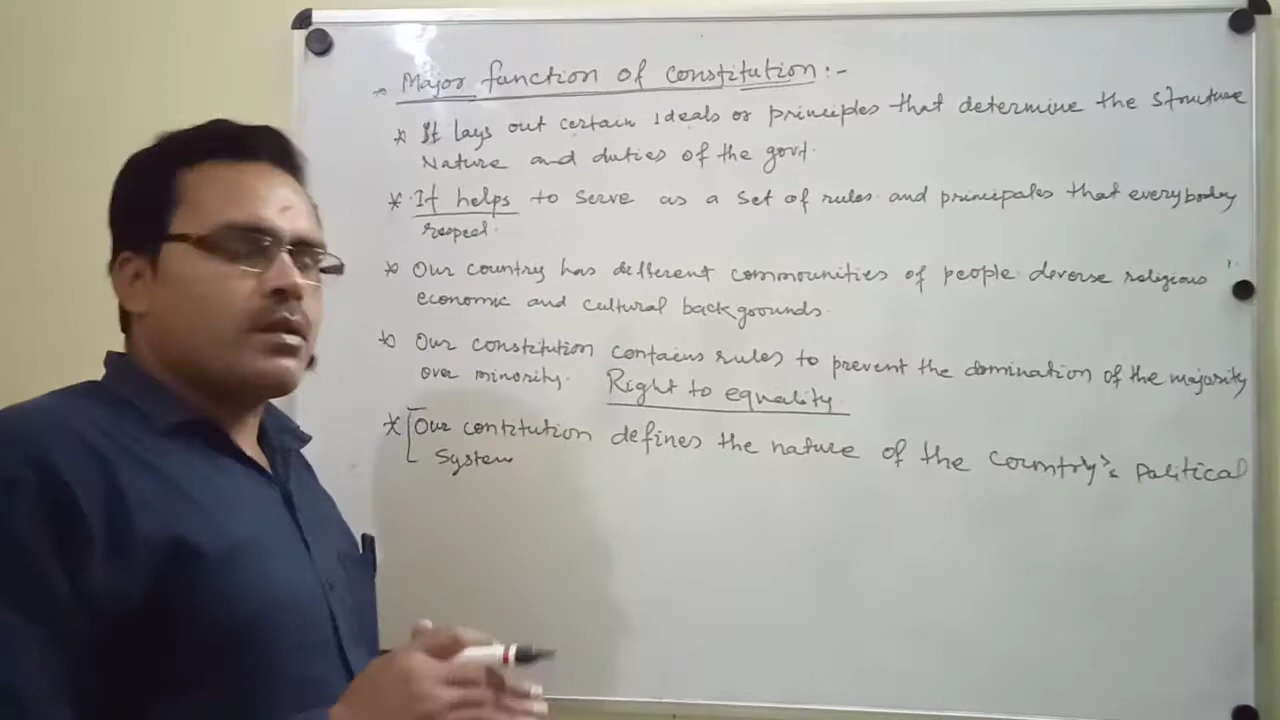 Major function of constitution:-
* It lays out certain ideals or principles that determine the structure
Nature and duties of the govt.
* It helps to serve as a set of rules and principales that everybody
respect.
* Our country has different commounities of people deverse religious
economic and cultural backgrounds.
* Our constitution contains rules to prevent the domination of the majority
over minority. Right to equality
* Our contztution defines the nature of the Country's Political
System